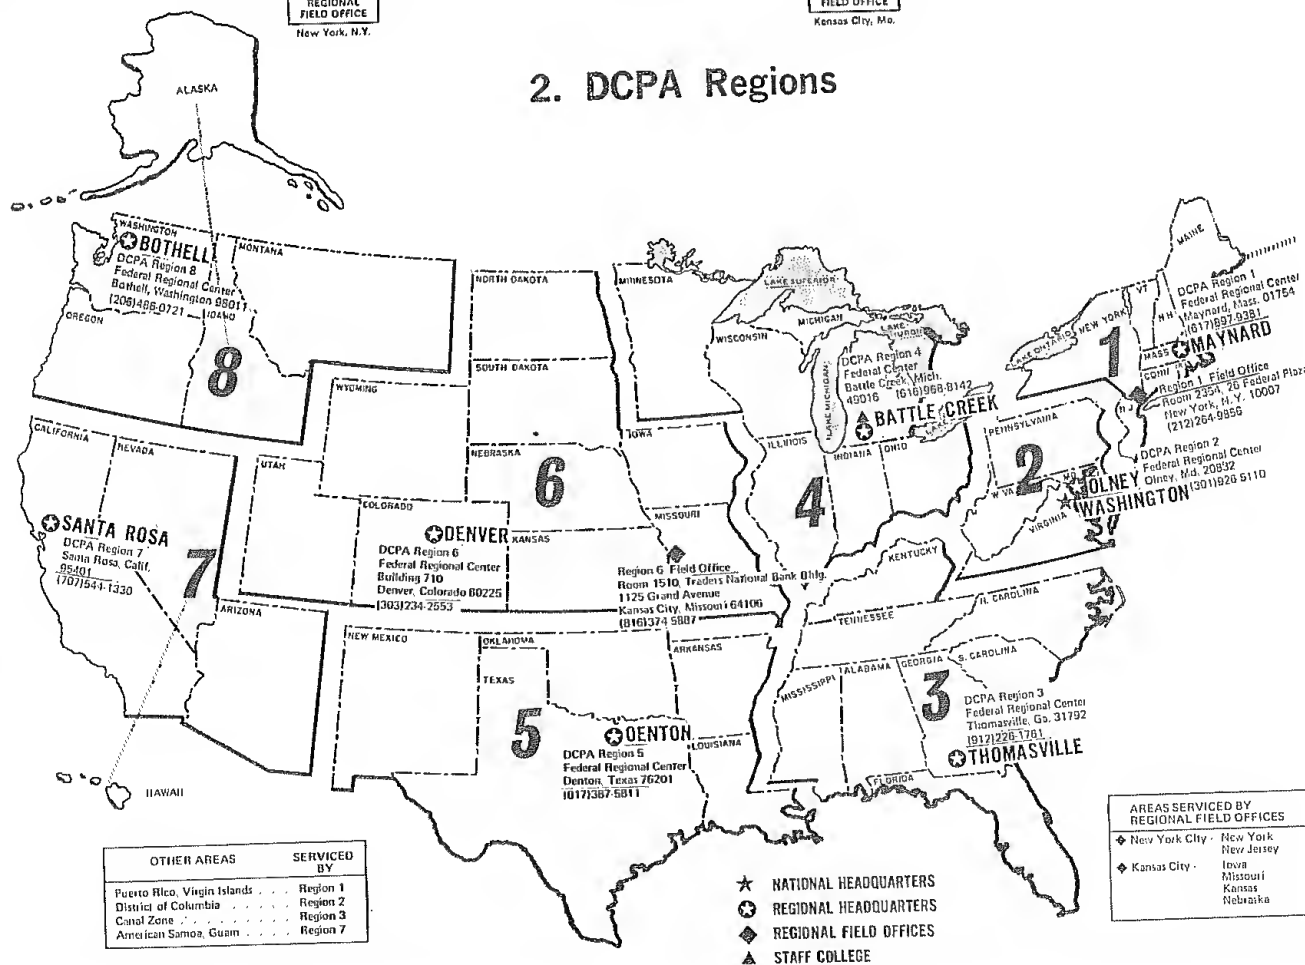 REGIONAL
FIELD OFFICE
New York, N.Y.
FIELD OFFICE
Kansas City, Mo.
2. DCPA Regions
ALASKA
WASHINGTON
BOTHELL
DCPA Region 8
Federal Regional Center
Bothell, Washington 98011
(206)486-0721
IDAHO
MONTANA
OREGON
8
NORTH DAKOTA
SOUTH DAKOTA
MINNESOTA
WYOMING
NEBRASKA
IOWA
6
UTAH
COLORADO
DENVER
DCPA Region 6
Federal Regional Center
Building 710
Denver, Colorado 80225
(303)234-2553
KANSAS
MISSOURI
Region 6 Field Office
Room 1510, Traders National Bank Bldg.
1125 Grand Avenue
Kansas City, Missouri 64106
(816)374-5887
CALIFORNIA
NEVADA
SANTA ROSA
DCPA Region 7
Santa Rosa, Calif.
95401
(707)544-1330
7
ARIZONA
HAWAII
NEW MEXICO
OKLAHOMA
TEXAS
ARKANSAS
5
DENTON
DCPA Region 5
Federal Regional Center
Denton, Texas 76201
(817)387-5811
LOUISIANA
LAKE SUPERIOR
WISCONSIN
MICHIGAN
LAKE HURON
LAKE MICHIGAN
DCPA Region 4
Federal Center
Battle Creek, Mich.
49016 (616)968-8142
BATTLE CREEK
ILLINOIS
INDIANA
OHIO
4
KENTUCKY
MAINE
VT
N H
NEW YORK
LAKE ONTARIO
1
MASS
CONN
N J
DCPA Region 1
Federal Regional Center
Maynard, Mass. 01754
(617)897-9381
MAYNARD
Region 1 Field Office
Room 2354, 26 Federal Plaza
New York, N.Y. 10007
(212)264-9856
PENNSYLVANIA
2
W VA
VIRGINIA
DCPA Region 2
Federal Regional Center
Olney, Md. 20832
(301)926-5110
OLNEY
WASHINGTON
TENNESSEE
N. CAROLINA
S. CAROLINA
MISSISSIPPI
ALABAMA
GEORGIA
3
DCPA Region 3
Federal Regional Center
Thomasville, Ga. 31792
(912)226-1761
THOMASVILLE
FLORIDA
OTHER AREAS SERVICED BY
Puerto Rico, Virgin Islands . . . Region 1
District of Columbia . . . . . Region 2
Canal Zone . . . . . . . . Region 3
American Samoa, Guam . . . . Region 7
NATIONAL HEADQUARTERS
REGIONAL HEADQUARTERS
REGIONAL FIELD OFFICES
STAFF COLLEGE
AREAS SERVICED BY
REGIONAL FIELD OFFICES
New York City - New York
New Jersey
Kansas City - Iowa
Missouri
Kansas
Nebraska